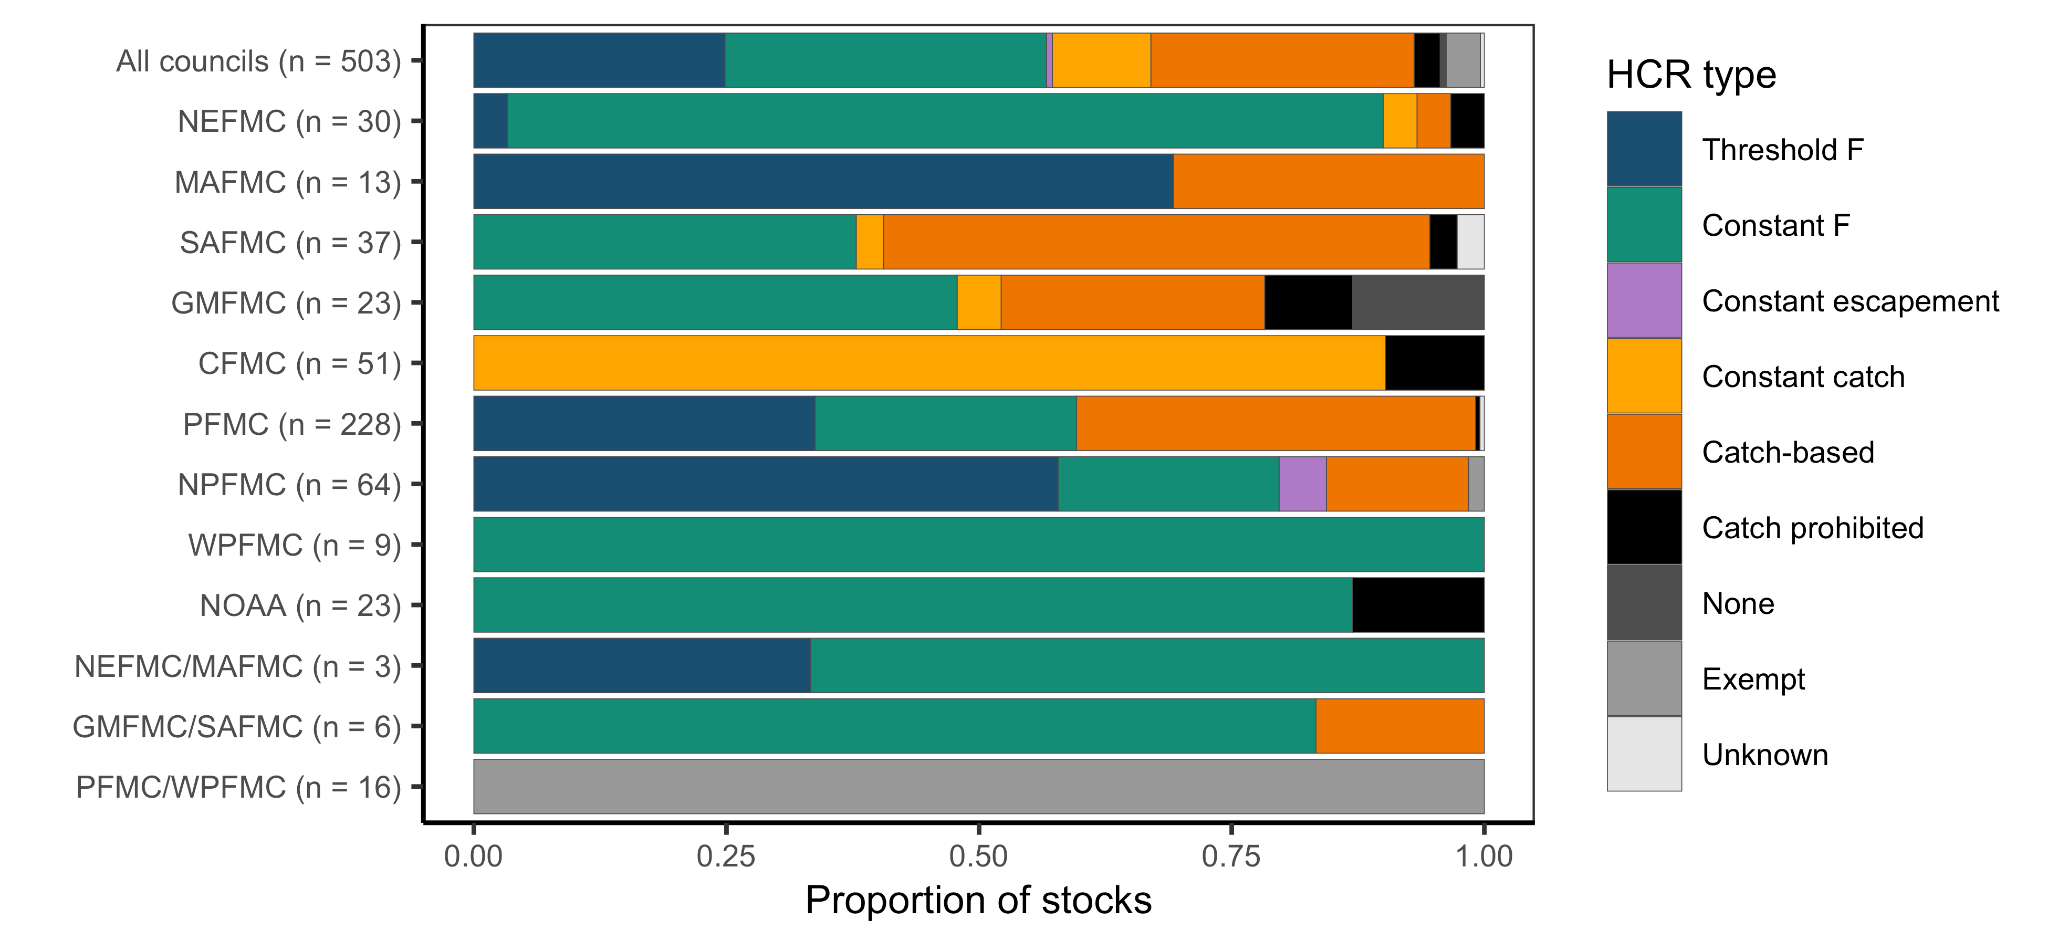 All councils (n = 503)
NEFMC (n = 30)
MAFMC (n = 13)
SAFMC (n = 37)
GMFMC (n = 23)
CFMC (n = 51)
PFMC (n = 228)
NPFMC (n = 64)
WPFMC (n = 9)
NOAA (n = 23)
NEFMC/MAFMC (n = 3)
GMFMC/SAFMC (n = 6)
PFMC/WPFMC (n = 16)
0.00 0.25 0.50 0.75 1.00
Proportion of stocks
HCR type
Threshold F
Constant F
Constant escapement
Constant catch
Catch-based
Catch prohibited
None
Exempt
Unknown